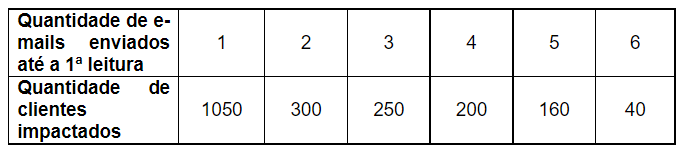 Quantidade de e-
mails enviados
até a 1ª leitura
1 2 3 4 5 6
Quantidade de
clientes
impactados
1050 300 250 200 160 40